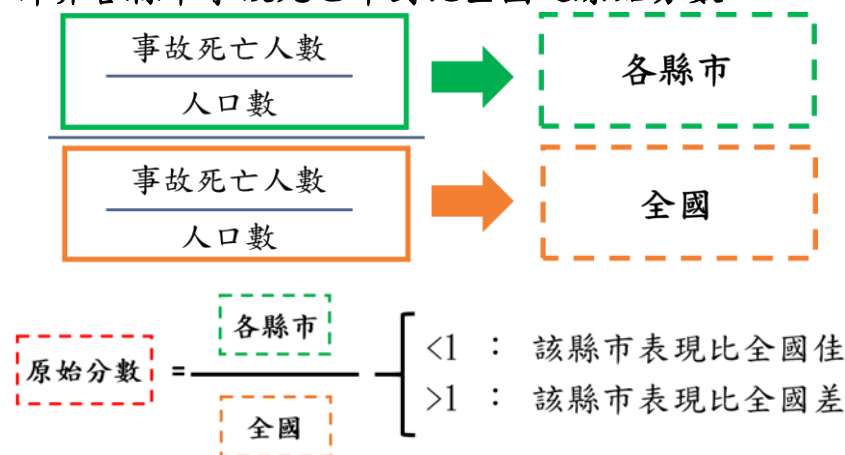 事故死亡人數
人口數
各縣市
事故死亡人數
人口數
全國
各縣市
原始分數 =
全國
<1 : 該縣市表現比全國佳
>1 : 該縣市表現比全國差